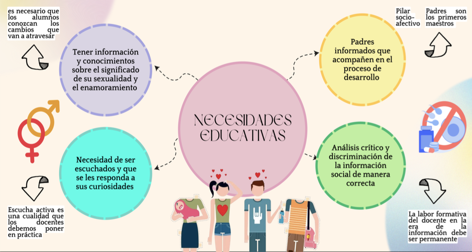 es necesario que
los alumnos
conozcan los
cambios que
van a atravesar
Tener información
y conocimientos
sobre el significado
de su sexualidad y
el enamoramiento
NECESIDADES
EDUCATIVAS
Padres
informados que
acompañen en el
proceso de
desarrollo
Pilar
socio-
afectivo
Padres son
los primeros
maestros
Necesidad de ser
escuchados y que
se les responda a
sus curiosidades
Escucha activa es
una cualidad que
los docentes
debemos poner
en práctica
Análisis crítico y
discriminación de
la información
social de manera
correcta
La labor formativa
del docente en la
era de
información debe
ser permanente